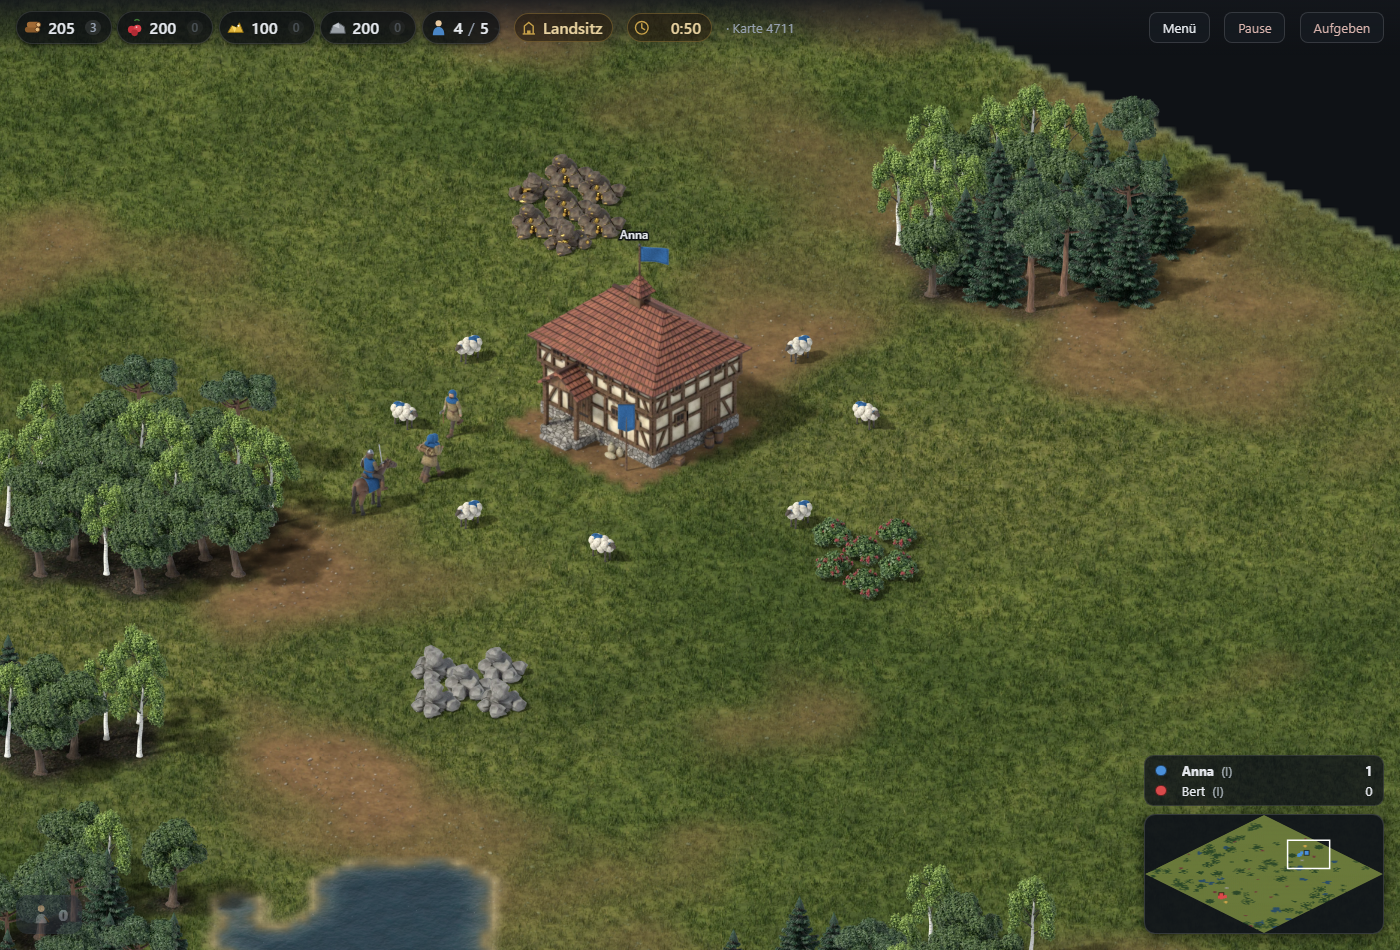 205 3 200 0 100 0 200 0 4 / 5 Landsitz 0:50 · Karte 4711 Menü Pause Aufgeben
Anna
Anna (I) 1
Bert (I) 0
0